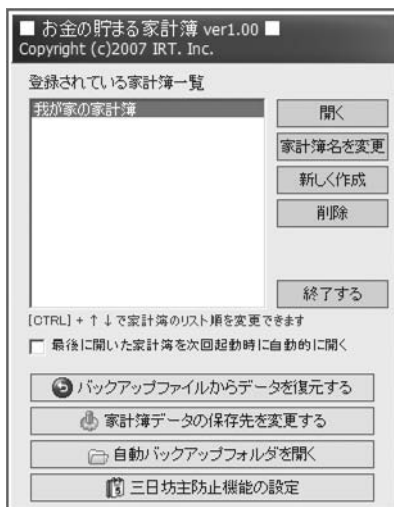 ■ お金の貯まる家計簿 ver1.00 ■
Copyright (c)2007 IRT. Inc.
登録されている家計簿一覧
我が家の家計簿
開く
家計簿名を変更
新しく作成
削除
終了する
[CTRL] + ↑ ↓ で家計簿のリスト順を変更できます
最後に開いた家計簿を次回起動時に自動的に開く
バックアップファイルからデータを復元する
家計簿データの保存先を変更する
自動バックアップフォルダを開く
三日坊主防止機能の設定